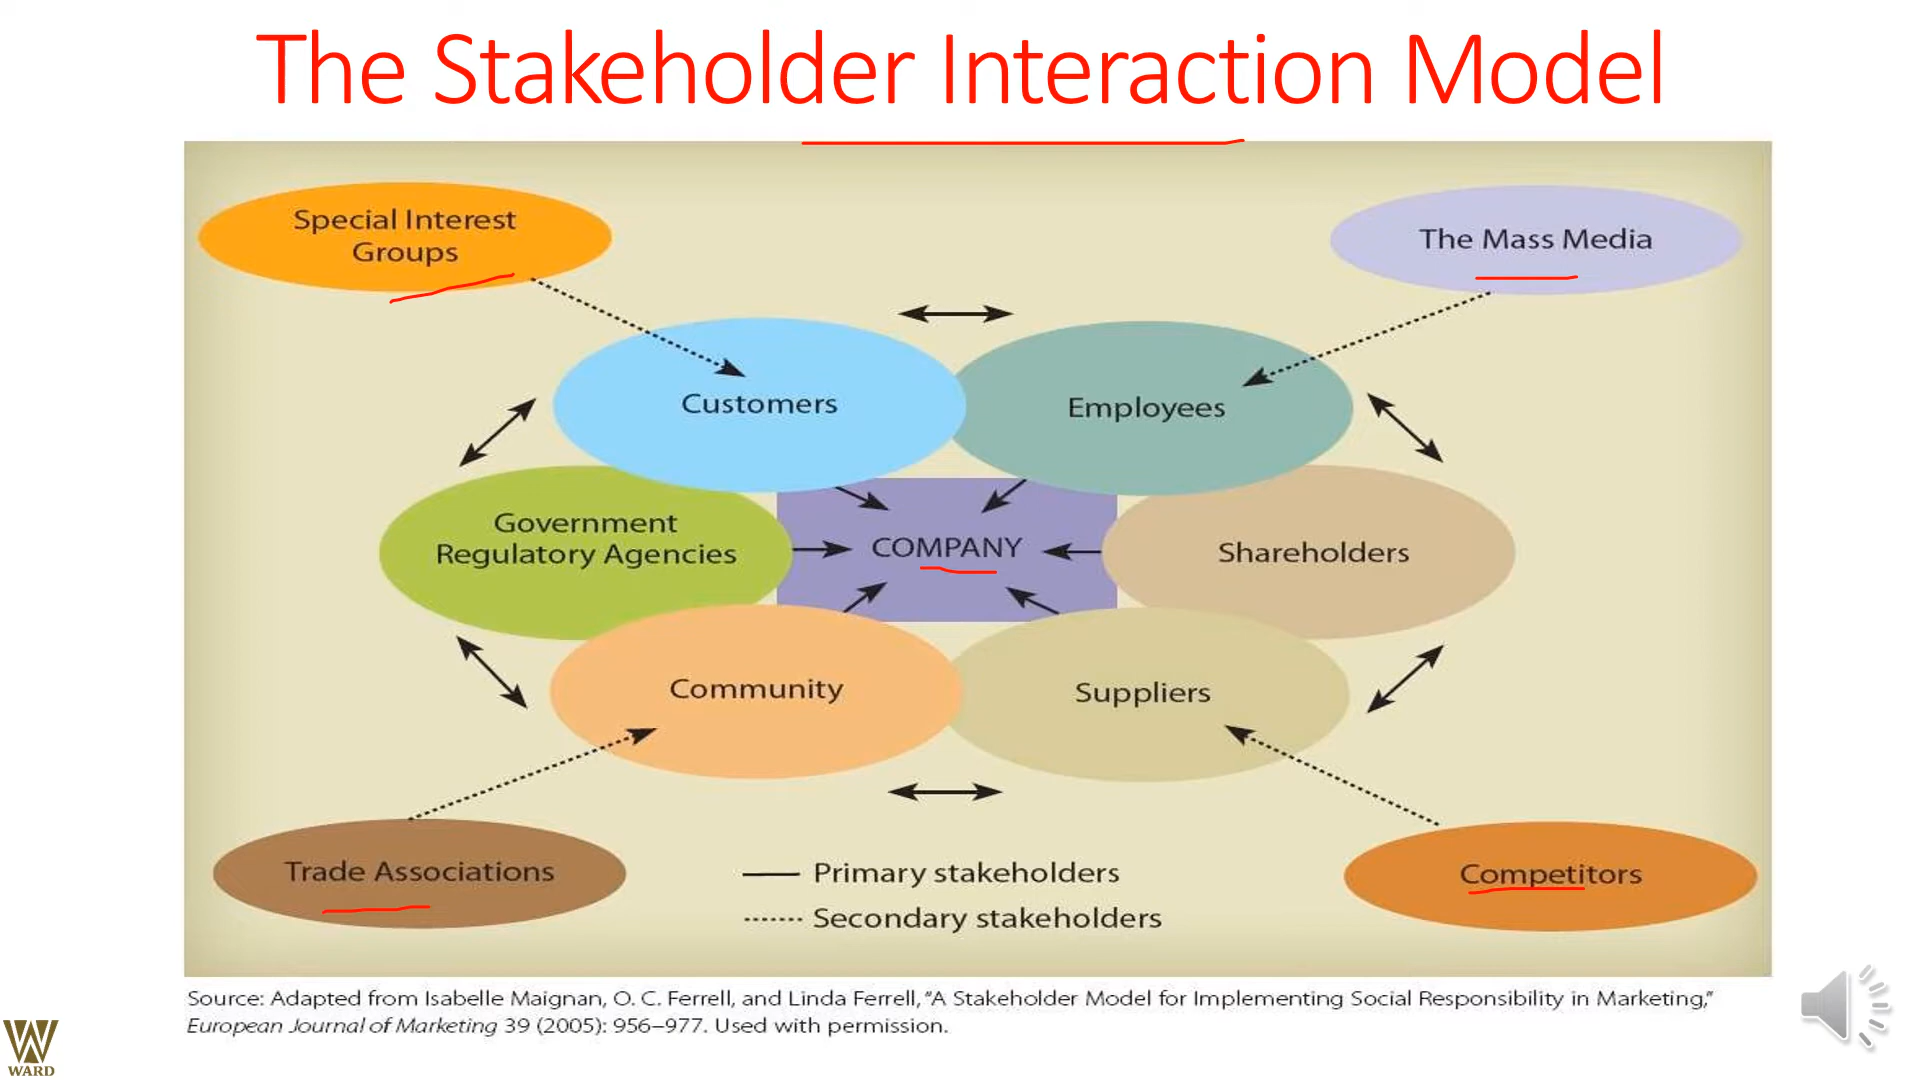 The Stakeholder Interaction Model
Special Interest
Groups
The Mass Media
Customers
Employees
Government
Regulatory Agencies
COMPANY
Shareholders
Community
Suppliers
Trade Associations
Primary stakeholders
Secondary stakeholders
Competitors
Source: Adapted from Isabelle Maignan, O. C. Ferrell, and Linda Ferrell, “A Stakeholder Model for Implementing Social Responsibility in Marketing,”
European Journal of Marketing 39 (2005): 956–977. Used with permission.
WARD